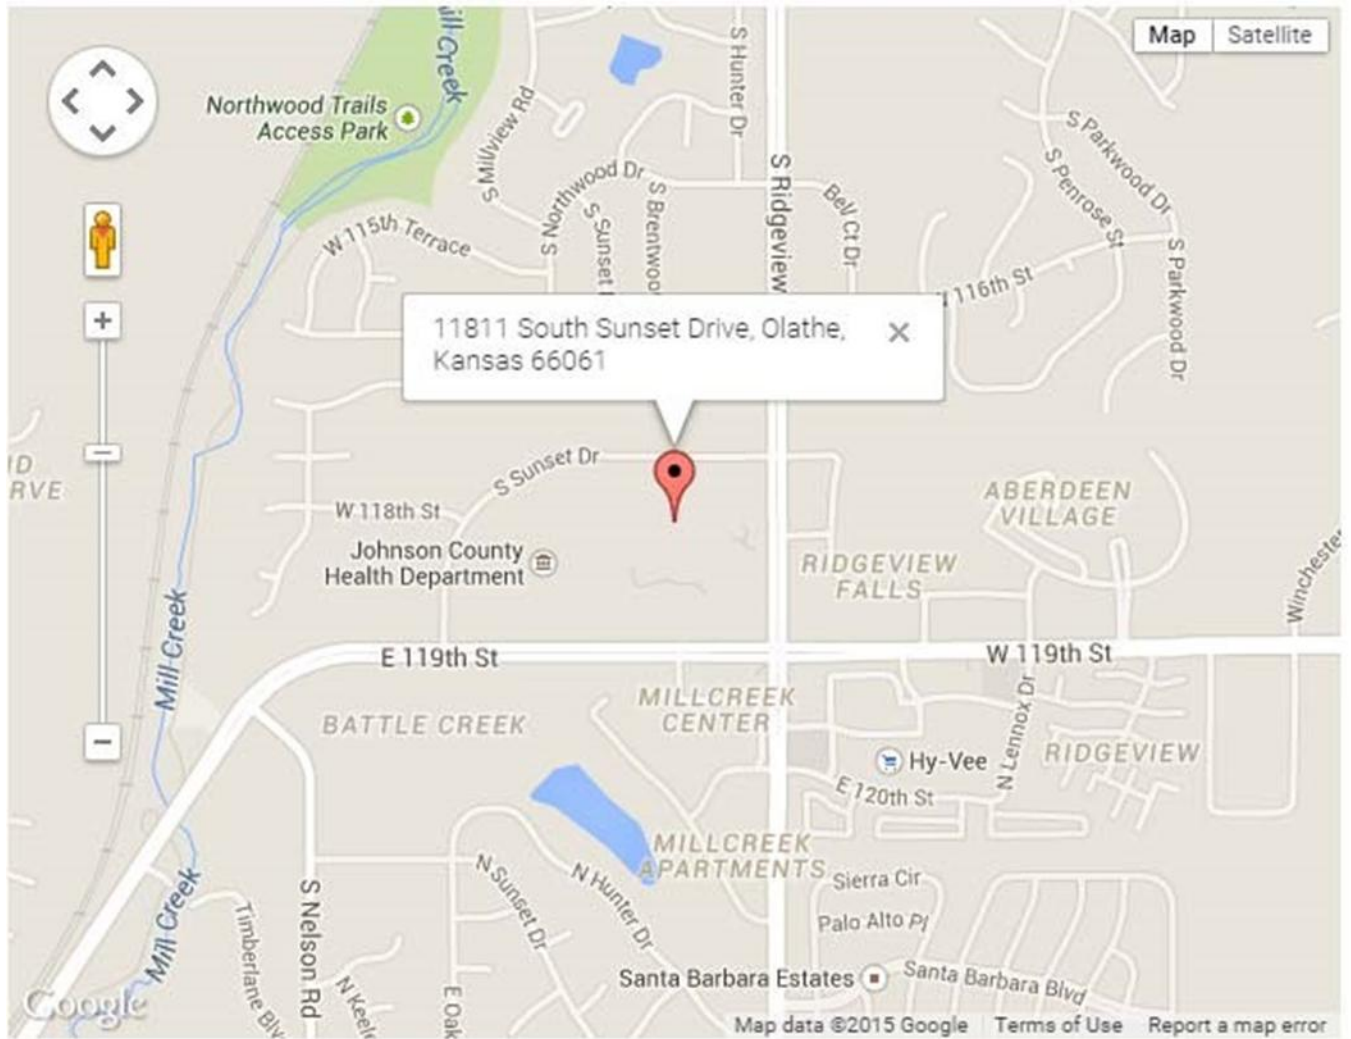 Map
Satellite
Mill Creek
Northwood Trails
Access Park
S Hunter Dr
S Millview Rd
S Northwood Dr
S Sunset
S Brentwoo
S Ridgeview
Bell Ct Dr
S Parkwood Dr
S Penrose St
S Parkwood Dr
W 115th Terrace
116th St
11811 South Sunset Drive, Olathe,
Kansas 66061
S Sunset Dr
W 118th St
Johnson County
Health Department
ABERDEEN
VILLAGE
RIDGEVIEW
FALLS
RVE
Winchester
Mill Creek
E 119th St
W 119th St
MILLCREEK
CENTER
BATTLE CREEK
N Lennox Dr
RIDGEVIEW
Hy-Vee
E 120th St
MILLCREEK
APARTMENTS
Sierra Cir
Palo Alto Pl
N Sunset Dr
N Hunter Dr
S Nelson Rd
Mill Creek
Timberlane Blv
N Keele
E Oak
Santa Barbara Estates
Santa Barbara Blvd
Google
Map data ©2015 Google
Terms of Use
Report a map error